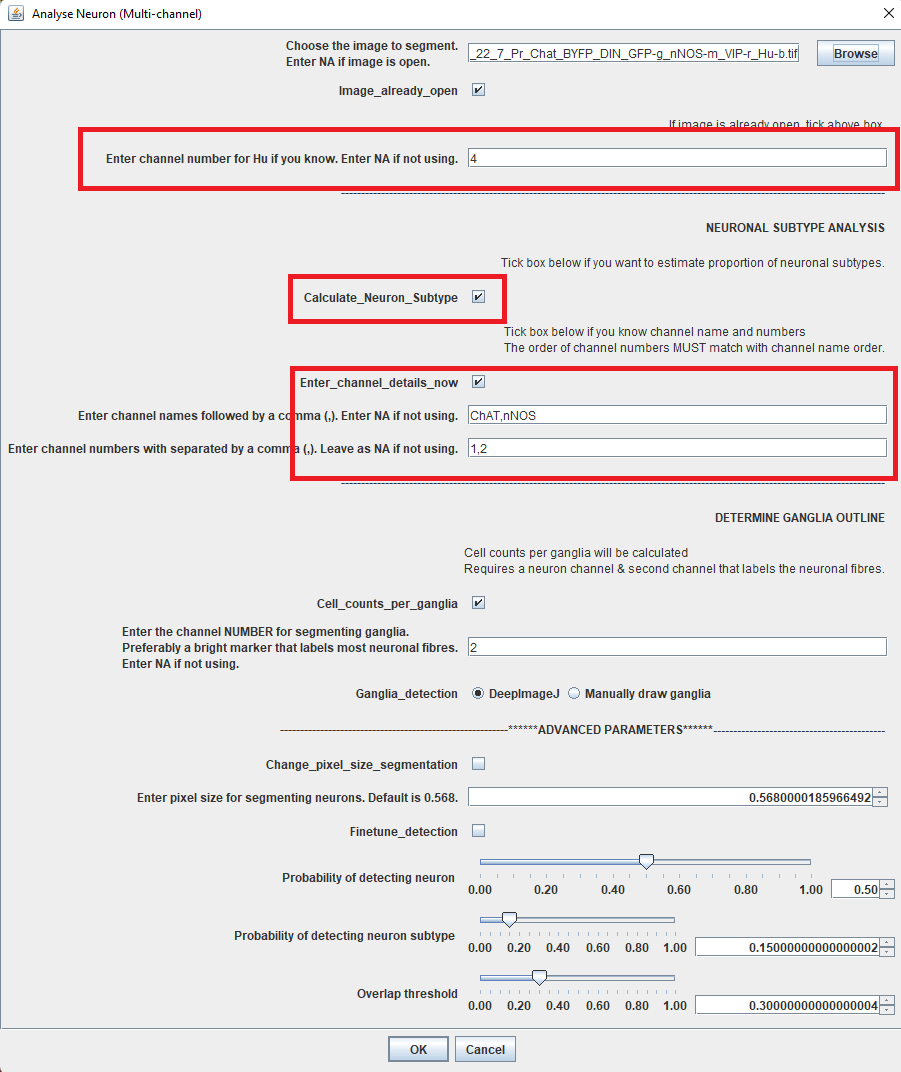 Analyse Neuron (Multi-channel)
Choose the image to segment.
Enter NA if image is open.
_22_7_Pr_Chat_BYFP_DIN_GFP-g_nNOS-m_VIP-r_Hu-b.tif
Browse
Image_already_open
If image is already open, tick above box.
Enter channel number for Hu if you know. Enter NA if not using.
4
NEURONAL SUBTYPE ANALYSIS
Tick box below if you want to estimate proportion of neuronal subtypes.
Calculate_Neuron_Subtype
Tick box below if you know channel name and numbers
The order of channel numbers MUST match with channel name order.
Enter_channel_details_now
Enter channel names followed by a comma (,). Enter NA if not using.
ChAT,nNOS
Enter channel numbers with separated by a comma (,). Leave as NA if not using.
1,2
DETERMINE GANGLIA OUTLINE
Cell counts per ganglia will be calculated
Requires a neuron channel & second channel that labels the neuronal fibres.
Cell_counts_per_ganglia
Enter the channel NUMBER for segmenting ganglia.
Preferably a bright marker that labels most neuronal fibres.
Enter NA if not using.
2
Ganglia_detection
DeepImageJ
Manually draw ganglia
******ADVANCED PARAMETERS******
Change_pixel_size_segmentation
Enter pixel size for segmenting neurons. Default is 0.568.
0.5680000185966492
Finetune_detection
Probability of detecting neuron
0.00 0.20 0.40 0.60 0.80 1.00
0.50
Probability of detecting neuron subtype
0.00 0.20 0.40 0.60 0.80 1.00
0.15000000000000002
Overlap threshold
0.00 0.20 0.40 0.60 0.80 1.00
0.30000000000000004
OK
Cancel